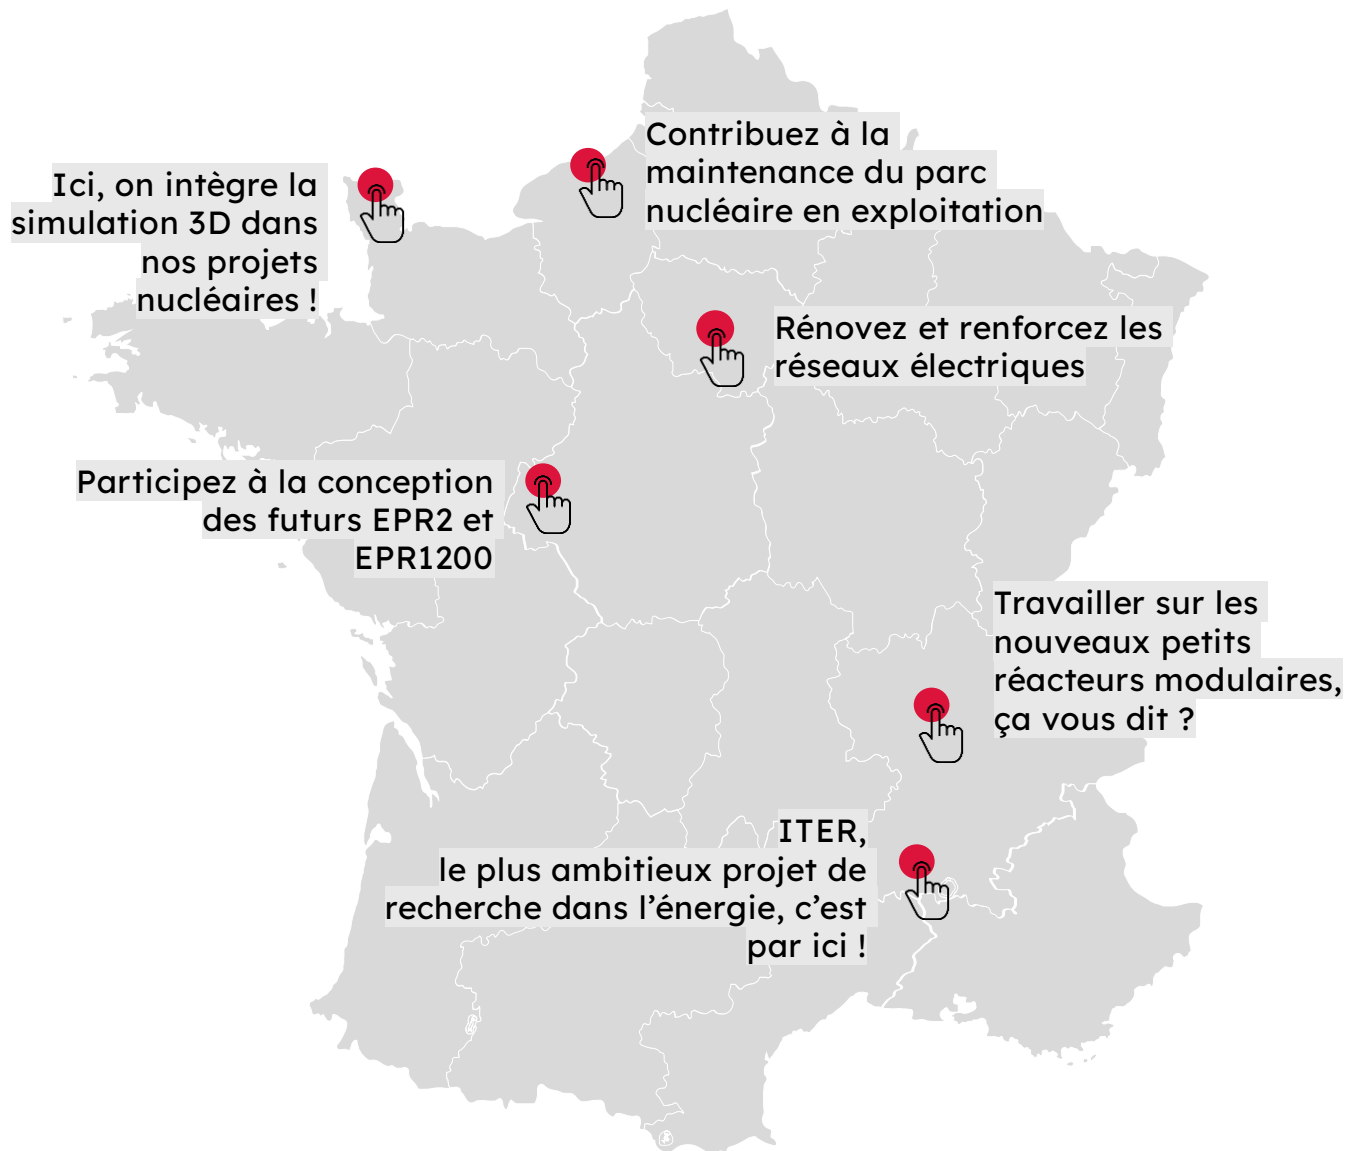 Contribuez à la
maintenance du parc
nucléaire en exploitation
Ici, on intègre la
simulation 3D dans
nos projets
nucléaires !
Rénovez et renforcez les
réseaux électriques
Participez à la conception
des futurs EPR2 et
EPR1200
Travailler sur les
nouveaux petits
réacteurs modulaires,
ça vous dit ?
ITER,
le plus ambitieux projet de
recherche dans l’énergie, c’est
par ici !